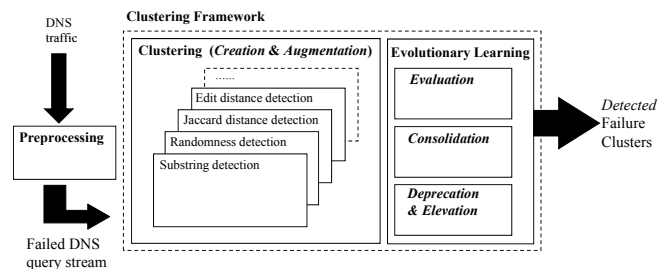 Clustering Framework
DNS
traffic
Preprocessing
Failed DNS
query stream
Clustering (Creation & Augmentation)
......
Edit distance detection
Jaccard distance detection
Randomness detection
Substring detection
Evolutionary Learning
Evaluation
Consolidation
Deprecation
& Elevation
Detected
Failure
Clusters